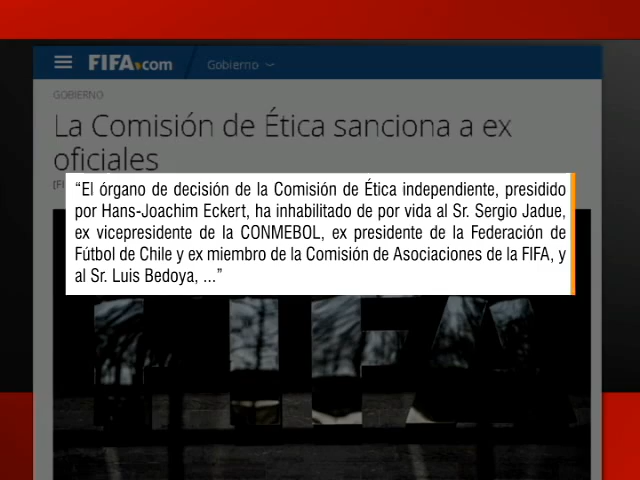 FIFA.com
Gobierno
GOBIERNO
La Comisión de Ética sanciona a ex
oficiales
“El órgano de decisión de la Comisión de Ética independiente, presidido
por Hans-Joachim Eckert, ha inhabilitado de por vida al Sr. Sergio Jadue,
ex vicepresidente de la CONMEBOL, ex presidente de la Federación de
Fútbol de Chile y ex miembro de la Comisión de Asociaciones de la FIFA, y
al Sr. Luis Bedoya, ...”
FIFA